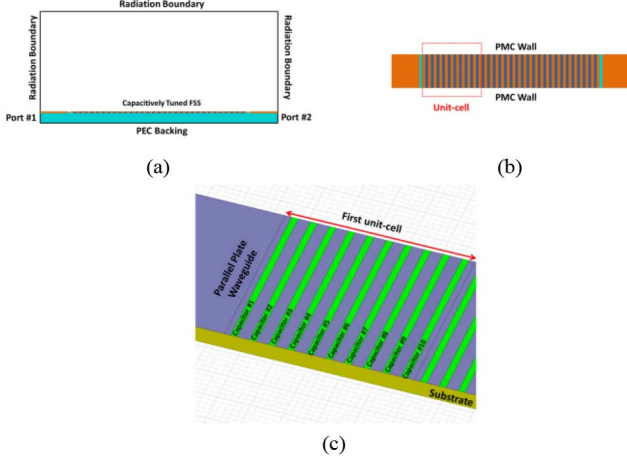 Radiation Boundary
Radiation Boundary
Radiation Boundary
Capacitively Tuned FSS
Port #1
Port #2
PEC Backing
(a)
PMC Wall
PMC Wall
Unit-cell
(b)
First unit-cell
Parallel Plate
Waveguide
Capacitor #1
Capacitor #2
Capacitor #3
Capacitor #4
Capacitor #5
Capacitor #6
Capacitor #7
Capacitor #8
Capacitor #9
Capacitor #10
Substrate
(c)